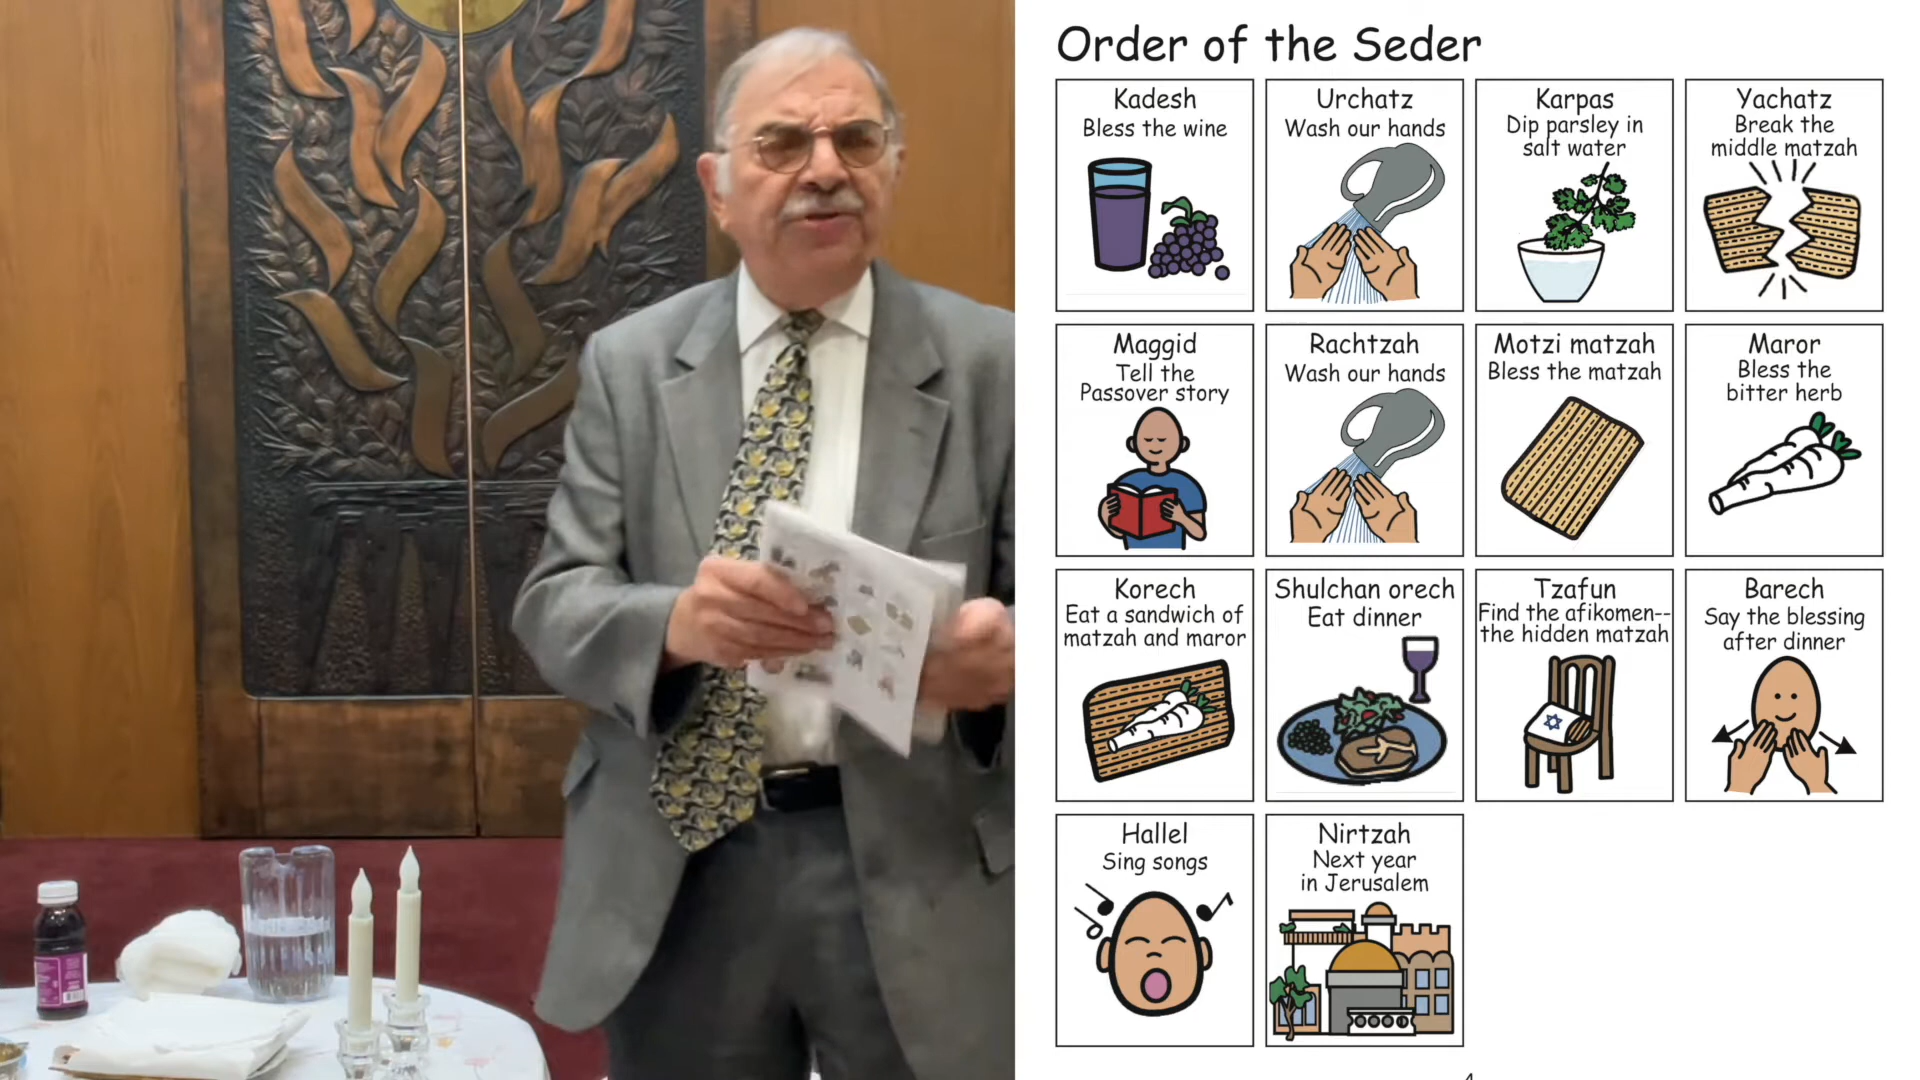 Order of the Seder
Kadesh
Bless the wine
Urchatz
Wash our hands
Karpas
Dip parsley in
salt water
Yachatz
Break the
middle matzah
Maggid
Tell the
Passover story
Rachtzah
Wash our hands
Motzi matzah
Bless the matzah
Maror
Bless the
bitter herb
Korech
Eat a sandwich of
matzah and maror
Shulchan orech
Eat dinner
Tzafun
Find the afikomen--
the hidden matzah
Barech
Say the blessing
after dinner
Hallel
Sing songs
Nirtzah
Next year
in Jerusalem